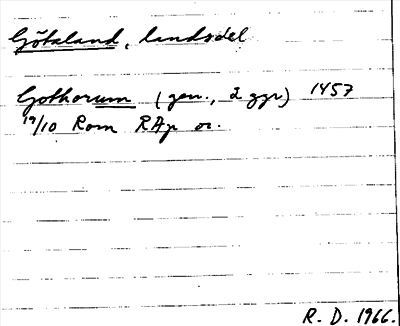 Götaland, landsdel
Gothorum (gen., 2 ggr) 1457
19/10 Rom RAp or.
R. D. 1966.